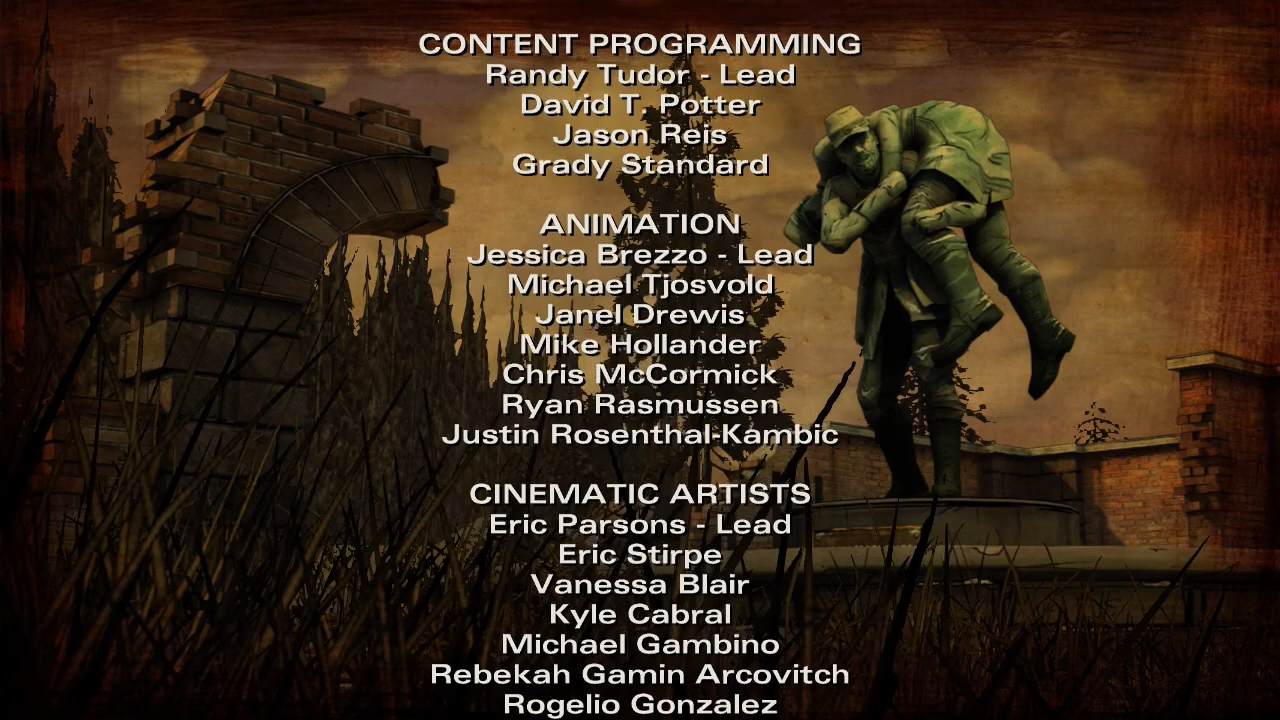 CONTENT PROGRAMMING
Randy Tudor - Lead
David T. Potter
Jason Reis
Grady Standard
ANIMATION
Jessica Brezzo - Lead
Michael Tjosvold
Janel Drewis
Mike Hollander
Chris McCormick
Ryan Rasmussen
Justin Rosenthal-Kambic
CINEMATIC ARTISTS
Eric Parsons - Lead
Eric Stirpe
Vanessa Blair
Kyle Cabral
Michael Gambino
Rebekah Gamin Arcovitch
Rogelio Gonzalez